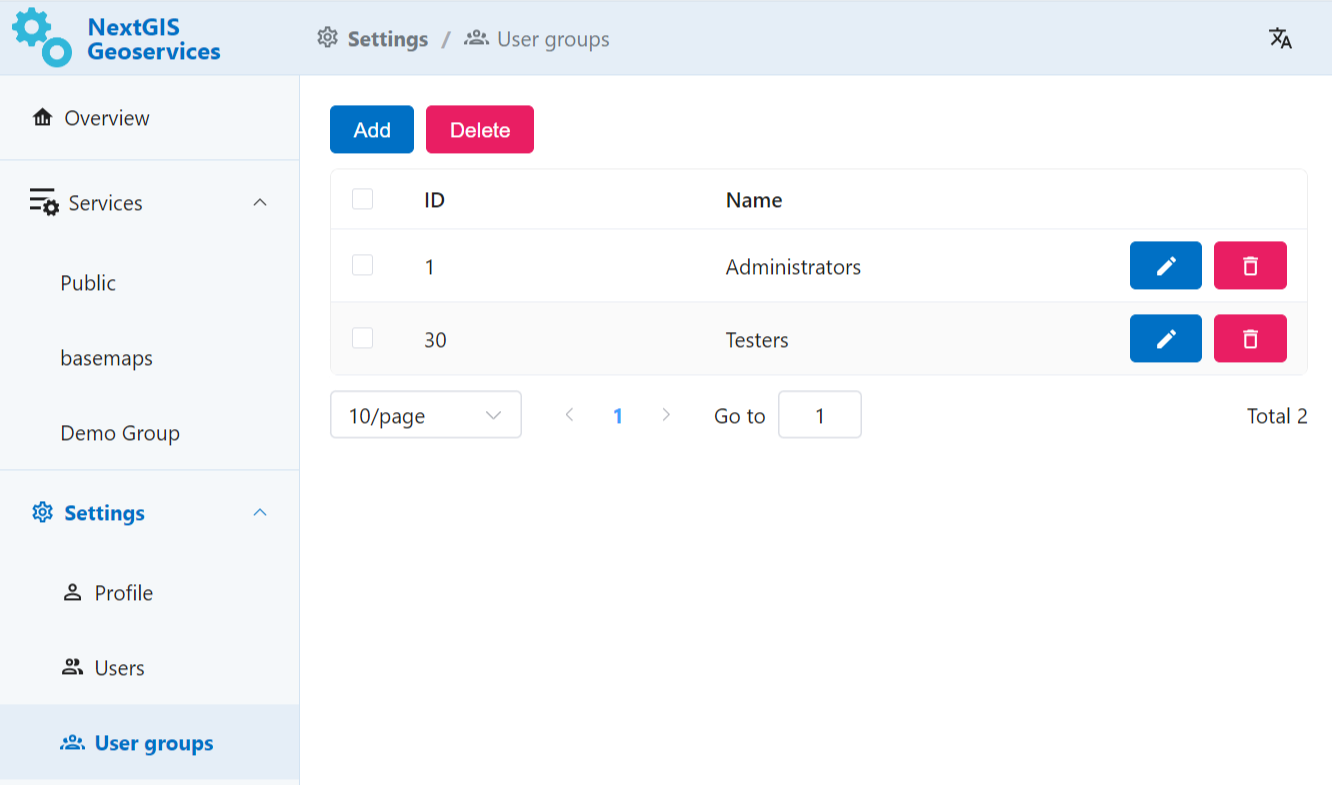 NextGIS
Geoservices
Settings / User groups
Overview
Services
Public
basemaps
Demo Group
Settings
Profile
Users
User groups
Add Delete
ID Name
1 Administrators
30 Testers
10/page 1 Go to 1 Total 2